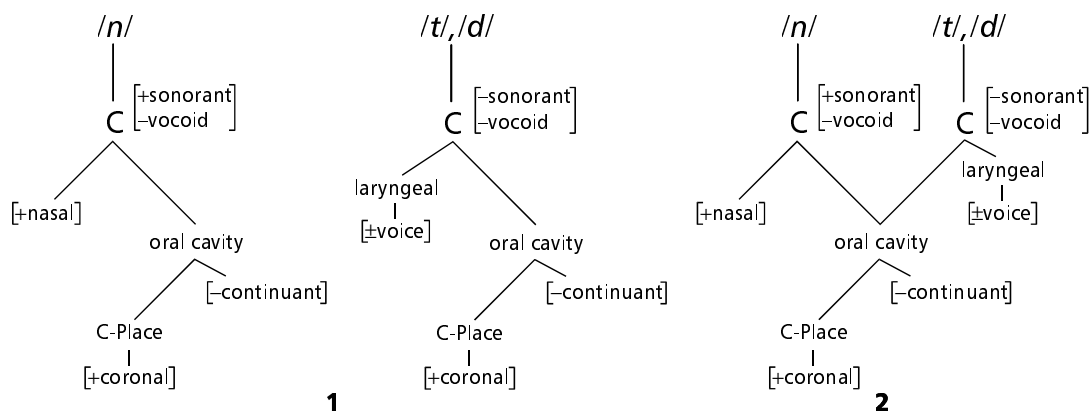 /n/ /t/, /d/ /n/ /t/, /d/
C [+sonorant −vocoid] C [−sonorant −vocoid] C [+sonorant −vocoid] C [−sonorant −vocoid]
laryngeal laryngeal
[+nasal] [±voice] [+nasal] [±voice]
oral cavity oral cavity oral cavity
[−continuant] [−continuant] [−continuant]
C-Place C-Place C-Place
[+coronal] [+coronal] [+coronal]
1 2